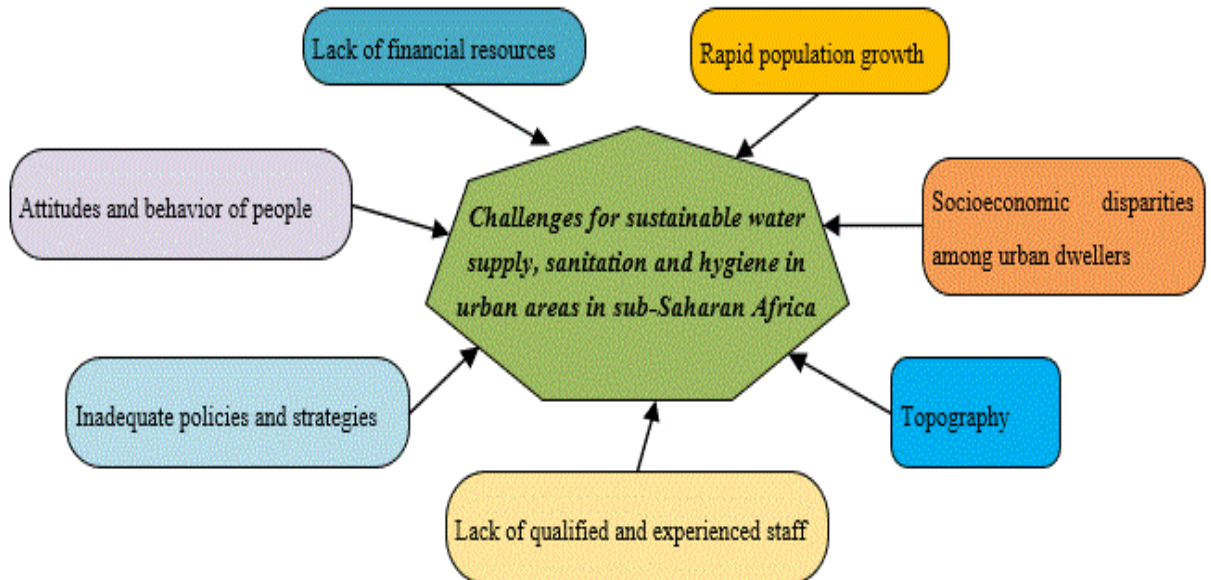 Lack of financial resources
Rapid population growth
Attitudes and behavior of people
Socioeconomic disparities
among urban dwellers
Challenges for sustainable water
supply, sanitation and hygiene in
urban areas in sub-Saharan Africa
Inadequate policies and strategies
Topography
Lack of qualified and experienced staff